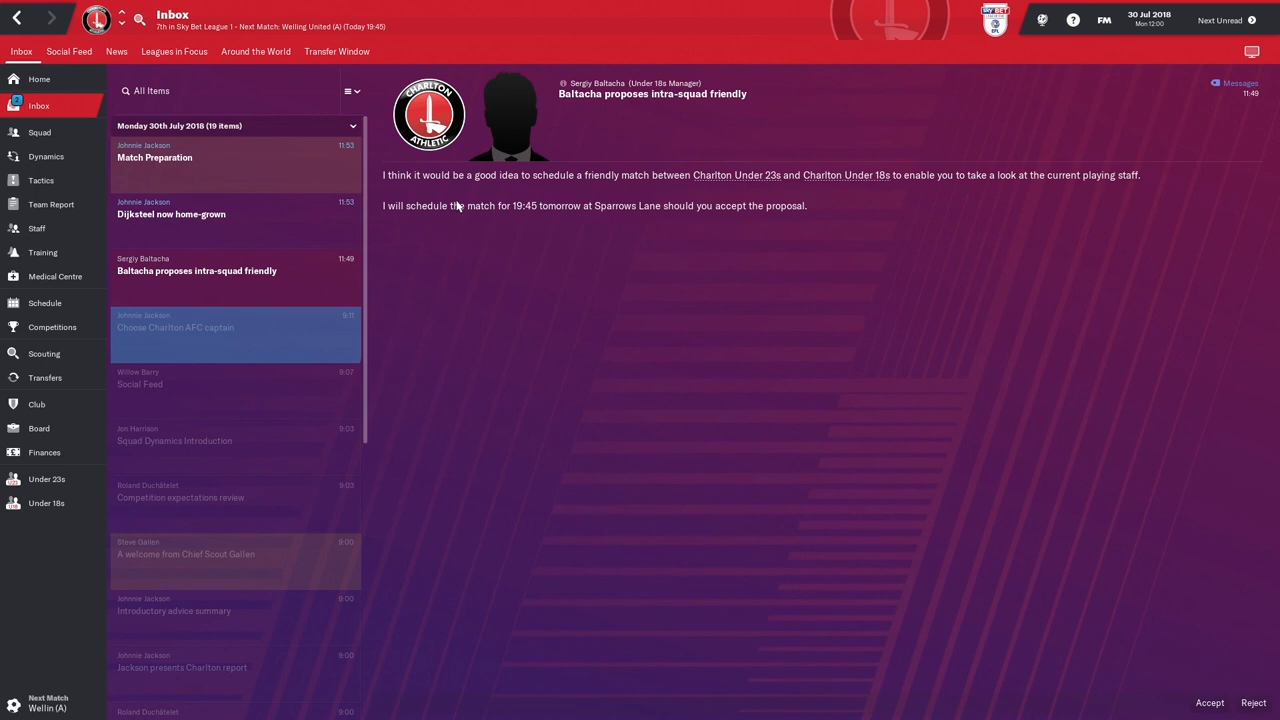 Inbox
7th in Sky Bet League 1 - Next Match: Welling United (A) (Today 19:45)
SKY BET
EFL
FM
30 Jul 2018
Mon 12:00
Next Unread
Inbox Social Feed News Leagues in Focus Around the World Transfer Window
Home
2
Inbox
Squad
Dynamics
Tactics
Team Report
Staff
Training
Medical Centre
Schedule
Competitions
Scouting
Transfers
Club
Board
Finances
Under 23s
U18
Under 18s
Next Match
Wellin (A)
All Items
Monday 30th July 2018 (19 items)
Johnnie Jackson 11:53
Match Preparation
Johnnie Jackson 11:53
Dijksteel now home-grown
Sergiy Baltacha 11:49
Baltacha proposes intra-squad friendly
Johnnie Jackson 9:11
Choose Charlton AFC captain
Willow Barry 9:07
Social Feed
Jon Harrison 9:03
Squad Dynamics Introduction
Roland Duchâtelet 9:03
Competition expectations review
Steve Gallen 9:00
A welcome from Chief Scout Gallen
Johnnie Jackson 9:00
Introductory advice summary
Johnnie Jackson 9:00
Jackson presents Charlton report
Roland Duchâtelet 9:00
CHARLTON
ATHLETIC
Sergiy Baltacha (Under 18s Manager)
Baltacha proposes intra-squad friendly
Messages
11:49
I think it would be a good idea to schedule a friendly match between Charlton Under 23s and Charlton Under 18s to enable you to take a look at the current playing staff.
I will schedule the match for 19:45 tomorrow at Sparrows Lane should you accept the proposal.
Accept Reject